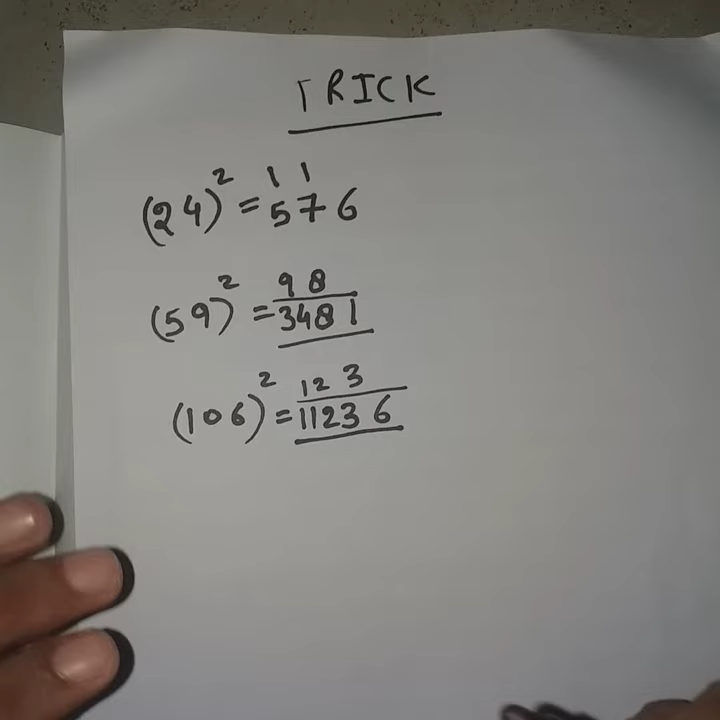 TRICK
1 1
(24)² = 576
9 8
(59)² = 3481
12 3
(106)² = 11236